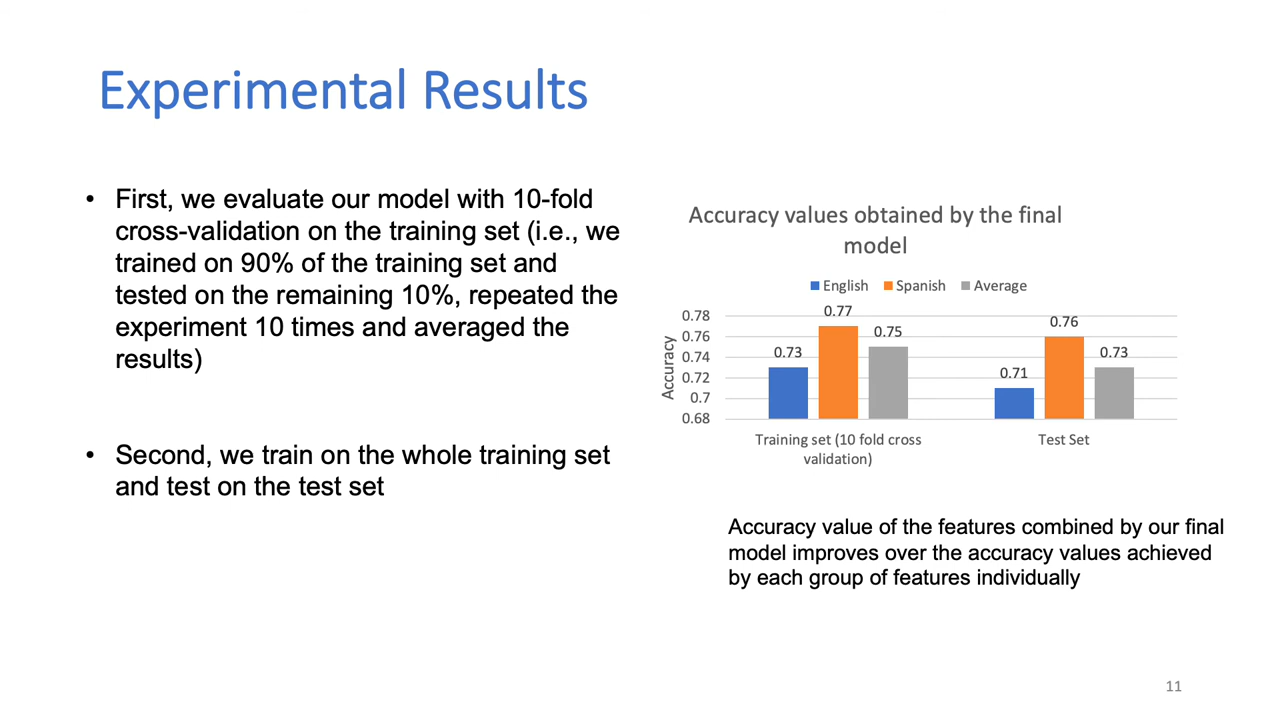 Experimental Results
• First, we evaluate our model with 10-fold
cross-validation on the training set (i.e., we
trained on 90% of the training set and
tested on the remaining 10%, repeated the
experiment 10 times and averaged the
results)
• Second, we train on the whole training set
and test on the test set
Accuracy values obtained by the final
model
English Spanish Average
Accuracy
0.78
0.76
0.74
0.72
0.7
0.68
0.73
0.77
0.75
0.71
0.76
0.73
Training set (10 fold cross
validation)
Test Set
Accuracy value of the features combined by our final
model improves over the accuracy values achieved
by each group of features individually
11